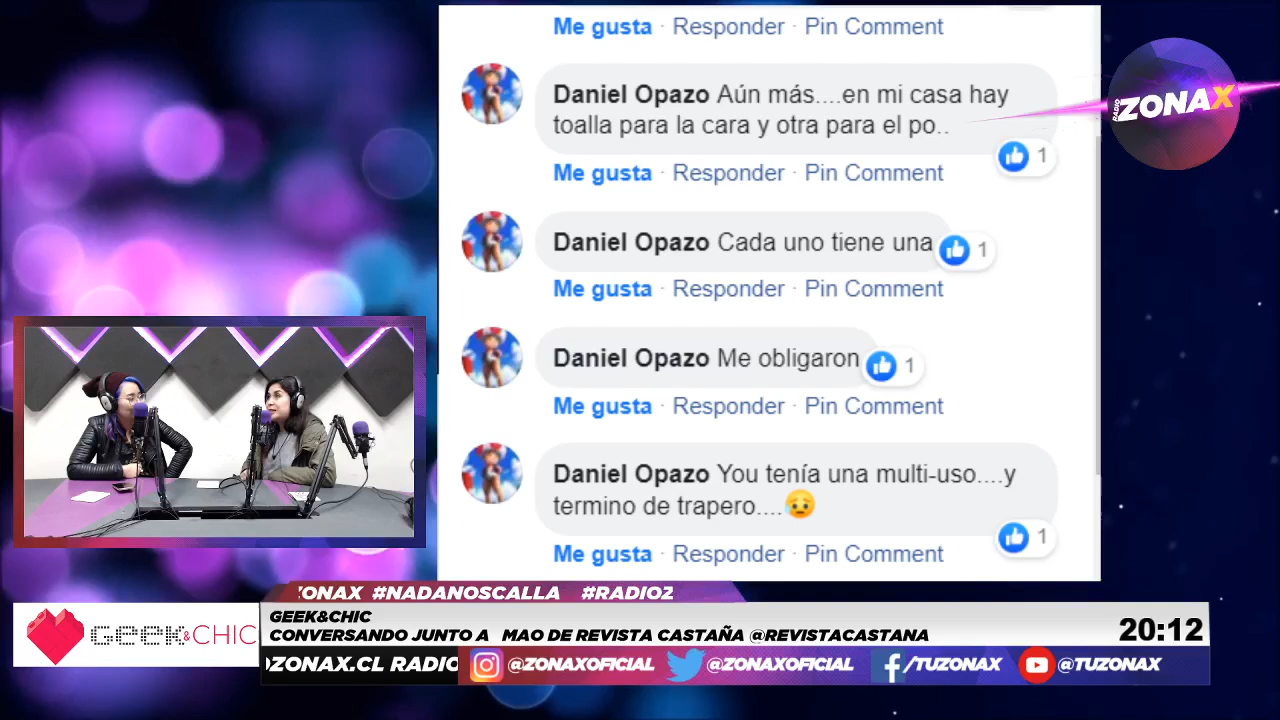 Me gusta · Responder · Pin Comment
Daniel Opazo Aún más....en mi casa hay
toalla para la cara y otra para el po..
1
Me gusta · Responder · Pin Comment
Daniel Opazo Cada uno tiene una
1
Me gusta · Responder · Pin Comment
Daniel Opazo Me obligaron
1
Me gusta · Responder · Pin Comment
Daniel Opazo You tenía una multi-uso....y
termino de trapero....😥
1
Me gusta · Responder · Pin Comment
RADIO ZONAX
ZONAX #NADANOSCALLA #RADIOZ
GEEK&CHIC
GEEK&CHIC
CONVERSANDO JUNTO A MAO DE REVISTA CASTAÑA @REVISTACASTANA
20:12
OZONAX.CL RADIO
@ZONAXOFICIAL
@ZONAXOFICIAL
/TUZONAX
@TUZONAX